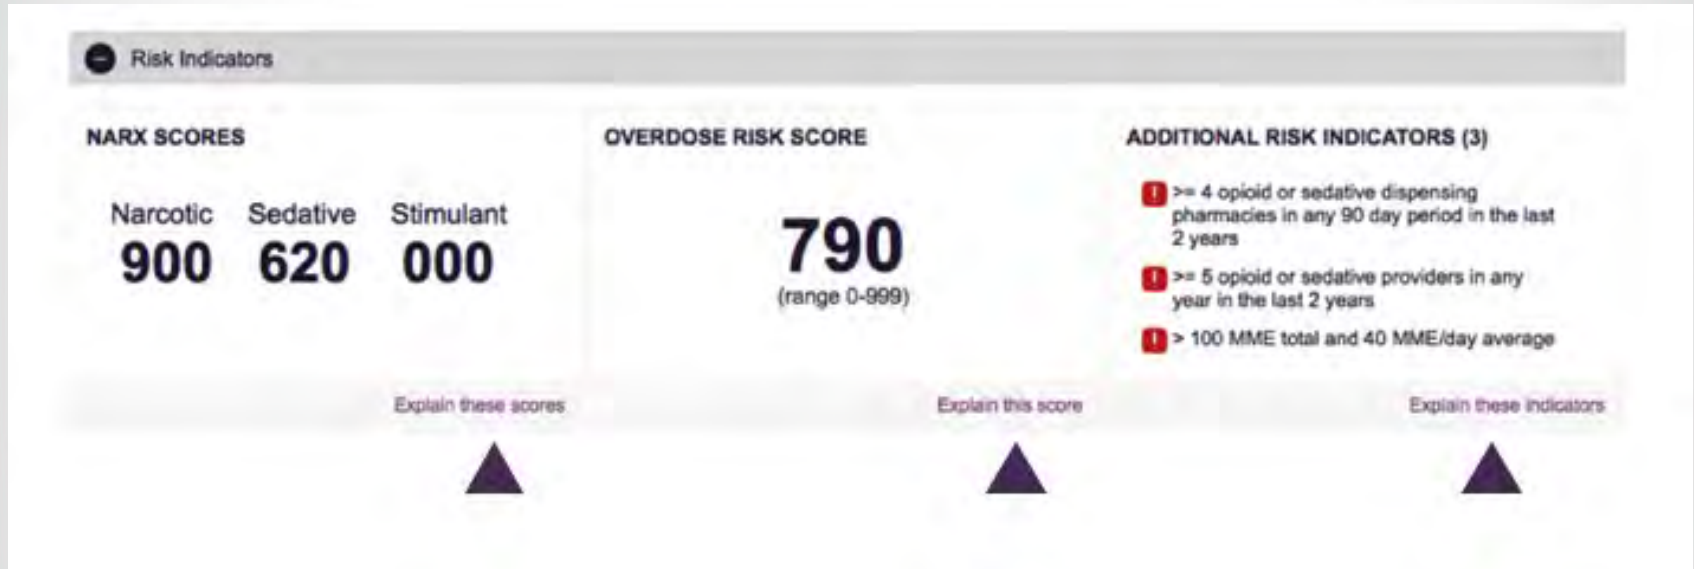 Risk Indicators
NARX SCORES
Narcotic Sedative Stimulant
900 620 000
Explain these scores
OVERDOSE RISK SCORE
790
(range 0-999)
Explain this score
ADDITIONAL RISK INDICATORS (3)
>= 4 opioid or sedative dispensing
pharmacies in any 90 day period in the last
2 years
>= 5 opioid or sedative providers in any
year in the last 2 years
> 100 MME total and 40 MME/day average
Explain these indicators